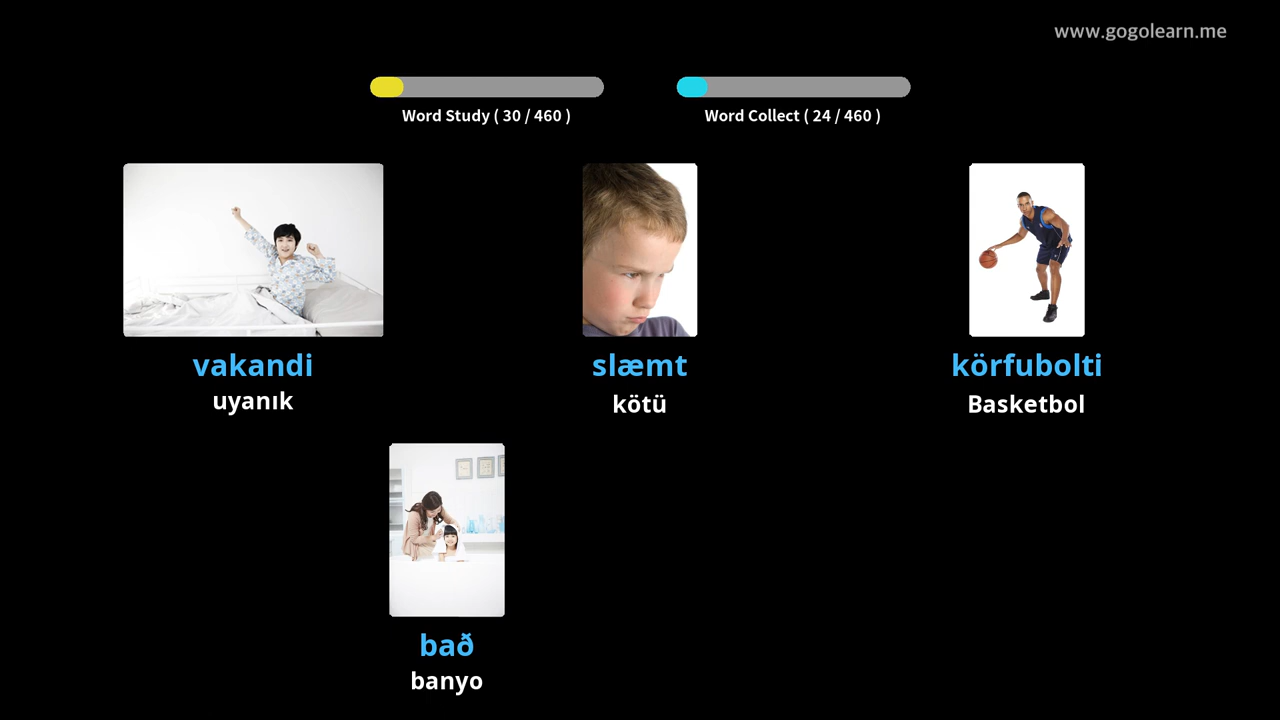 www.gogolearn.me
Word Study ( 30 / 460 )
Word Collect ( 24 / 460 )
vakandi
uyanık
slæmt
kötü
körfubolti
Basketbol
bað
banyo